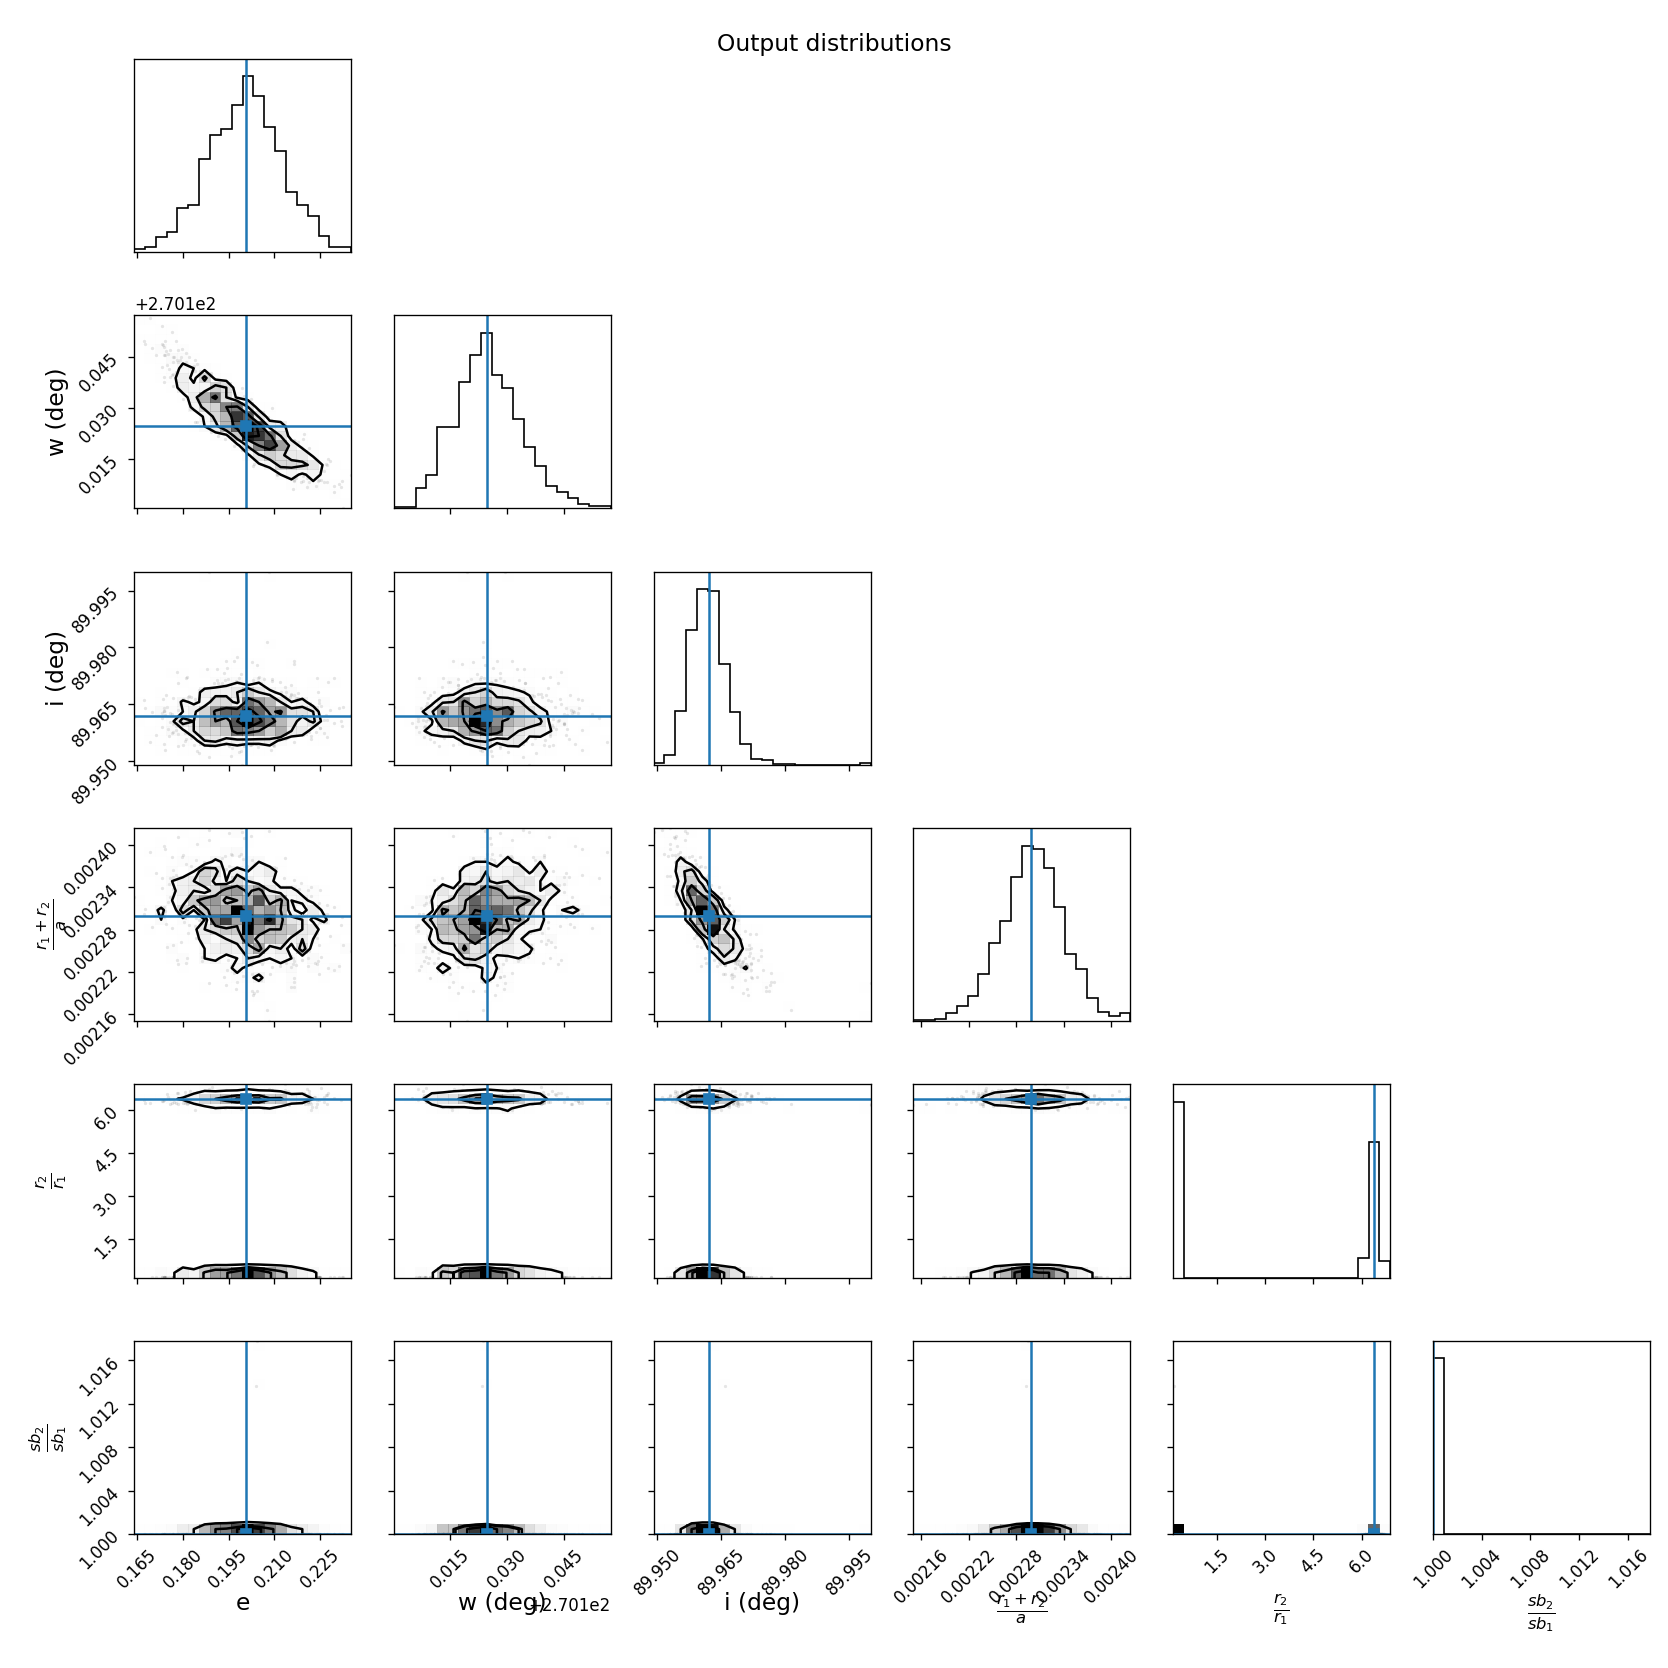 Output distributions
+2.701e2
w (deg)
0.045
0.030
0.015
i (deg)
89.995
89.980
89.965
89.950
r₁ + r₂
a
0.00240
0.00234
0.00228
0.00222
0.00216
r₂
r₁
6.0
4.5
3.0
1.5
sb₂
sb₁
1.016
1.012
1.008
1.004
1.000
0.165 0.180 0.195 0.210 0.225 0.015 0.030 0.045 89.950 89.965 89.980 89.995 0.00216 0.00222 0.00228 0.00234 0.00240 1.5 3.0 4.5 6.0 1.000 1.004 1.008 1.012 1.016
e w (deg) +2.701e2 i (deg)
r₁ + r₂
a
r₂
r₁
sb₂
sb₁